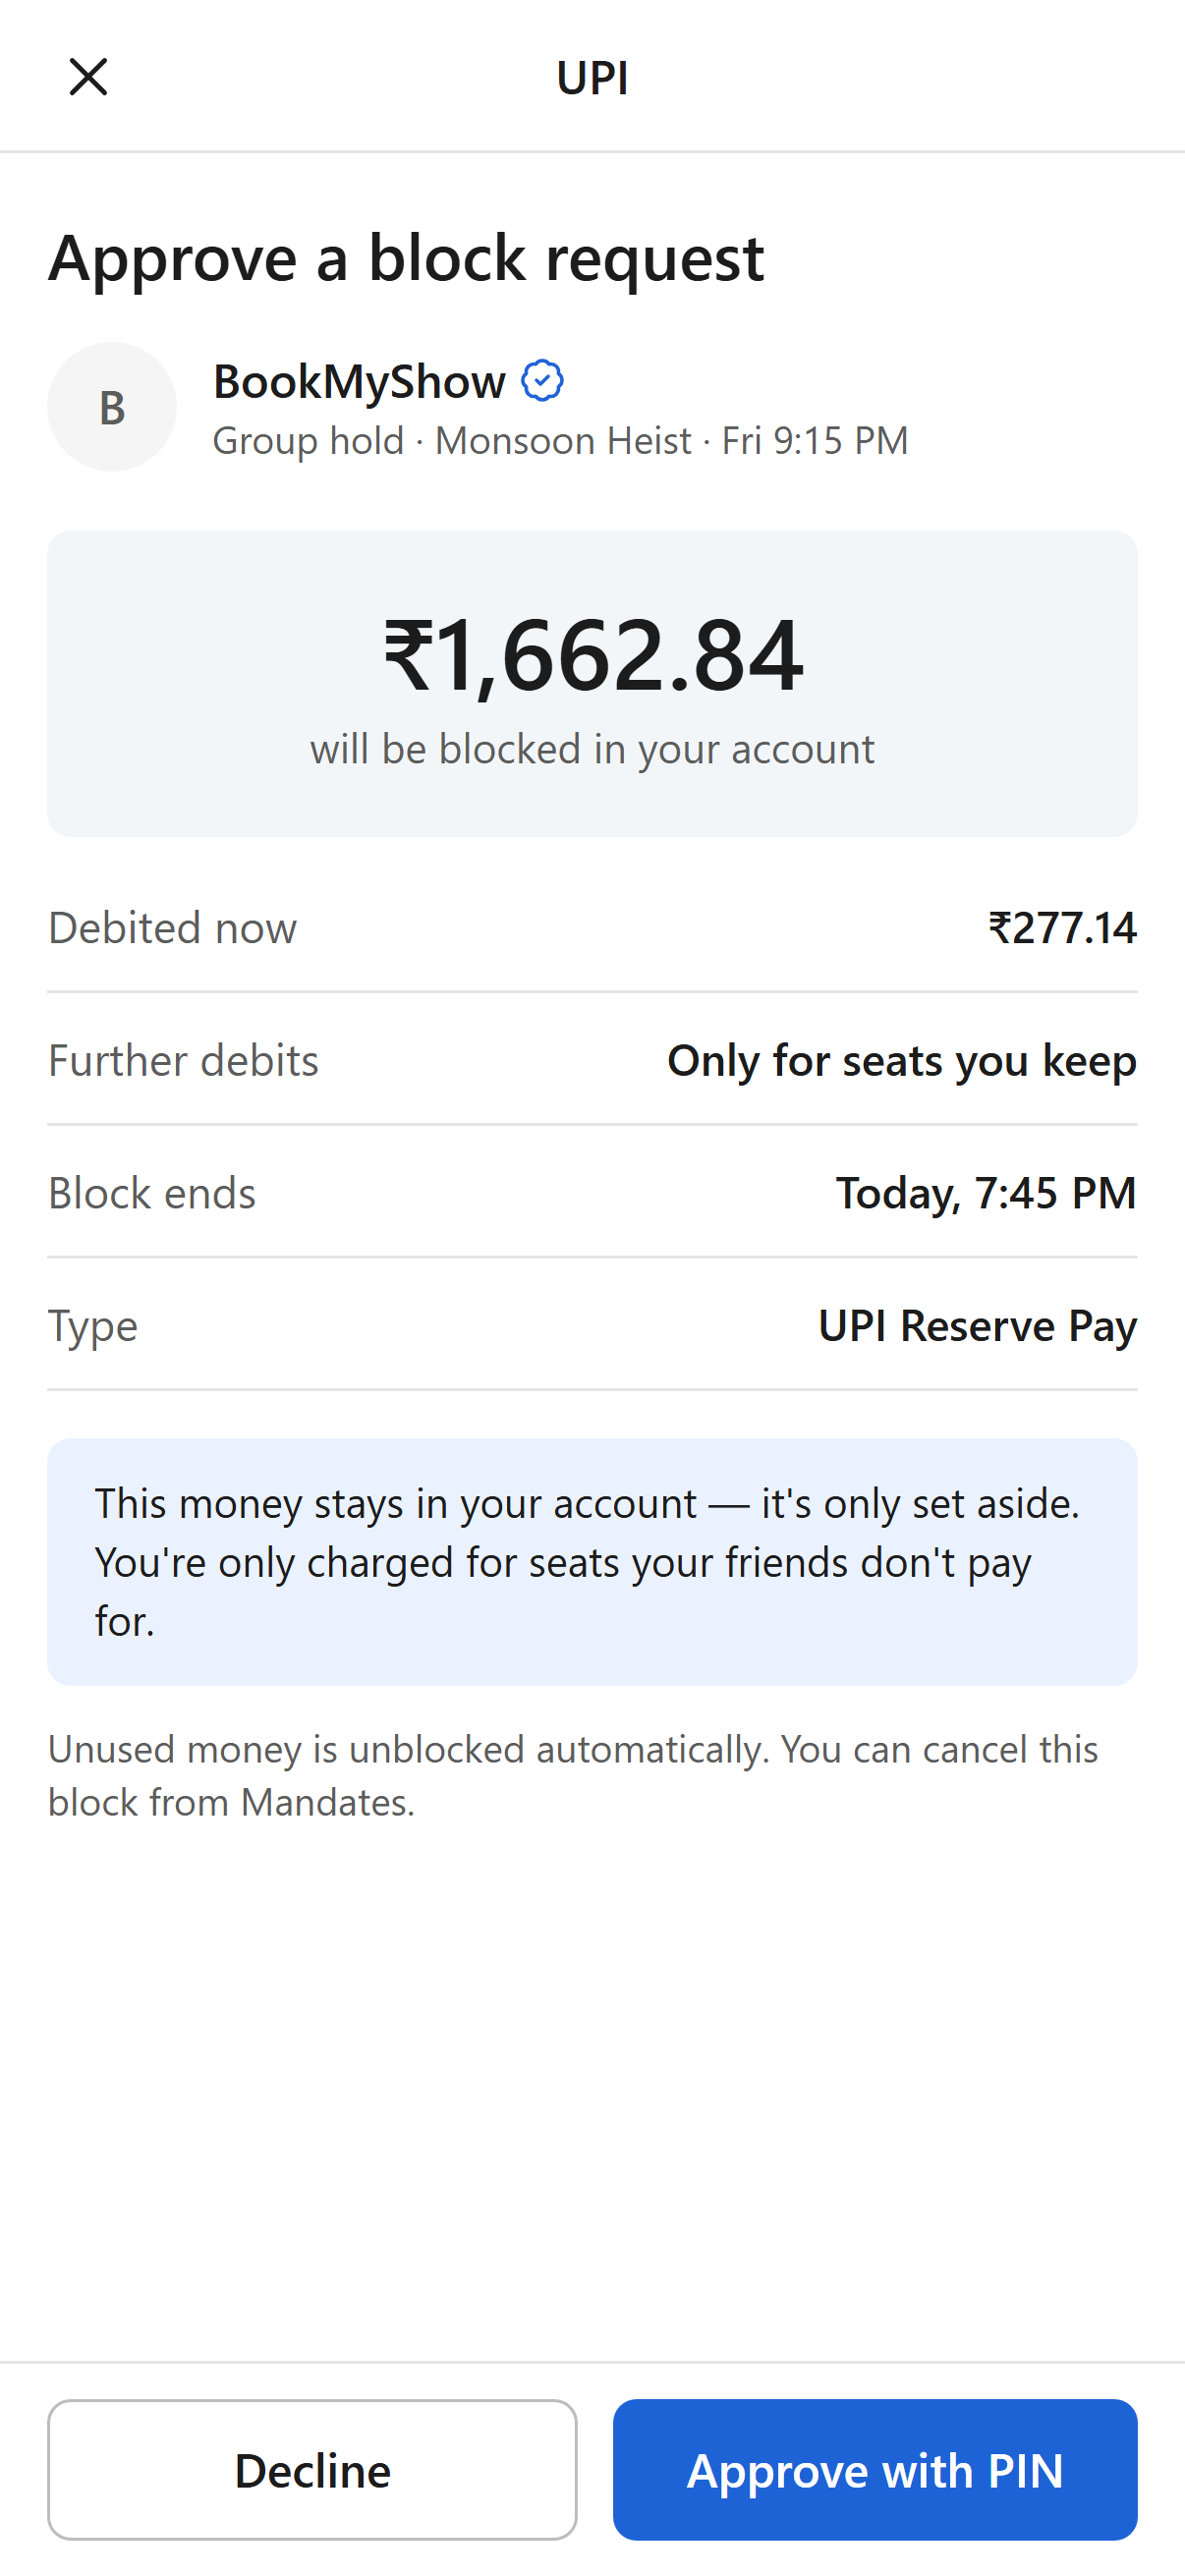 UPI
Approve a block request
B
BookMyShow
Group hold · Monsoon Heist · Fri 9:15 PM
₹1,662.84
will be blocked in your account
Debited now ₹277.14
Further debits Only for seats you keep
Block ends Today, 7:45 PM
Type UPI Reserve Pay
This money stays in your account — it's only set aside.
You're only charged for seats your friends don't pay
for.
Unused money is unblocked automatically. You can cancel this
block from Mandates.
Decline Approve with PIN